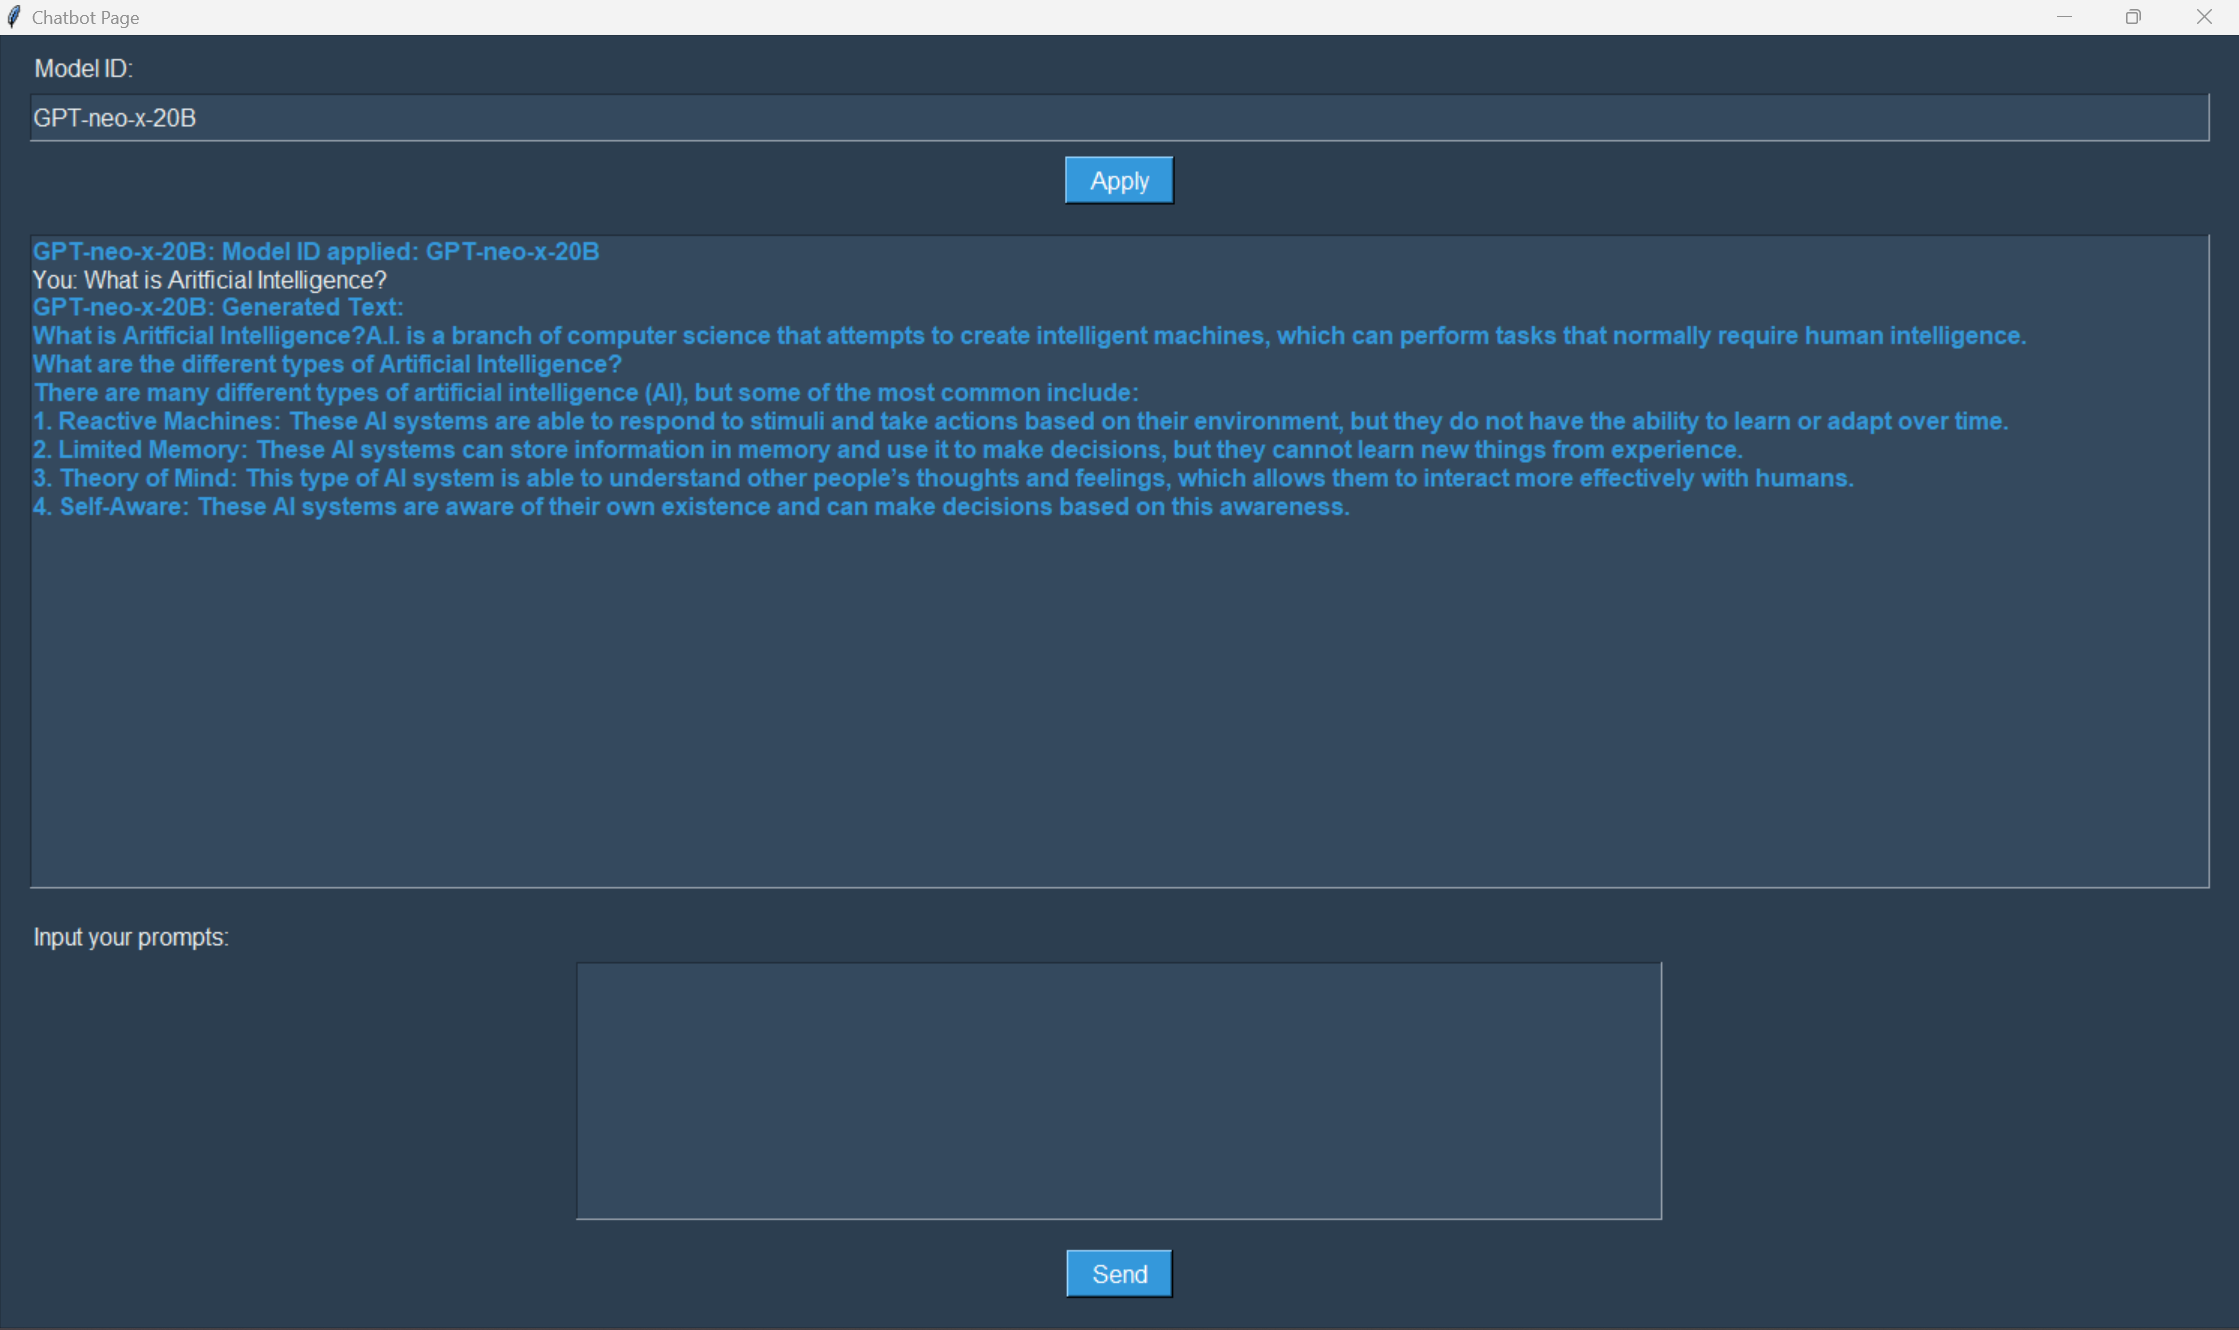 Chatbot Page
Model ID:
GPT-neo-x-20B
Apply
GPT-neo-x-20B: Model ID applied: GPT-neo-x-20B
You: What is Aritficial Intelligence?
GPT-neo-x-20B: Generated Text:
What is Aritficial Intelligence?A.I. is a branch of computer science that attempts to create intelligent machines, which can perform tasks that normally require human intelligence.
What are the different types of Artificial Intelligence?
There are many different types of artificial intelligence (AI), but some of the most common include:
1. Reactive Machines: These AI systems are able to respond to stimuli and take actions based on their environment, but they do not have the ability to learn or adapt over time.
2. Limited Memory: These AI systems can store information in memory and use it to make decisions, but they cannot learn new things from experience.
3. Theory of Mind: This type of AI system is able to understand other people’s thoughts and feelings, which allows them to interact more effectively with humans.
4. Self-Aware: These AI systems are aware of their own existence and can make decisions based on this awareness.
Input your prompts:
Send